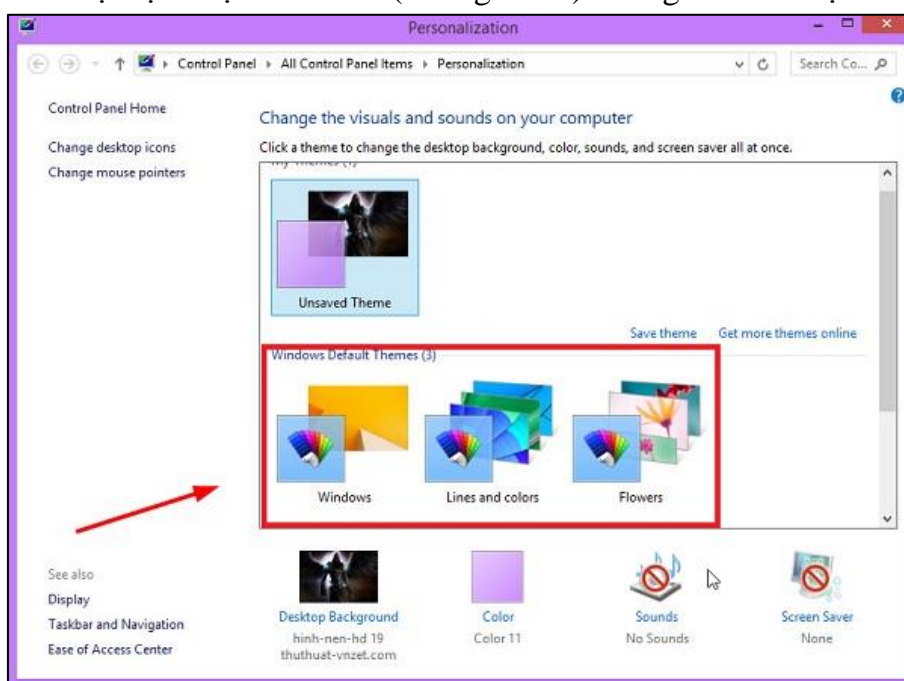 Personalization
Control Panel ▸ All Control Panel Items ▸ Personalization
Search Co...
Control Panel Home
Change desktop icons
Change mouse pointers
Change the visuals and sounds on your computer
Click a theme to change the desktop background, color, sounds, and screen saver all at once.
Unsaved Theme
Save theme Get more themes online
Windows Default Themes (3)
Windows Lines and colors Flowers
See also
Display
Taskbar and Navigation
Ease of Access Center
Desktop Background
hinh-nen-hd 19
thuthuat-vnzet.com
Color
Color 11
Sounds
No Sounds
Screen Saver
None